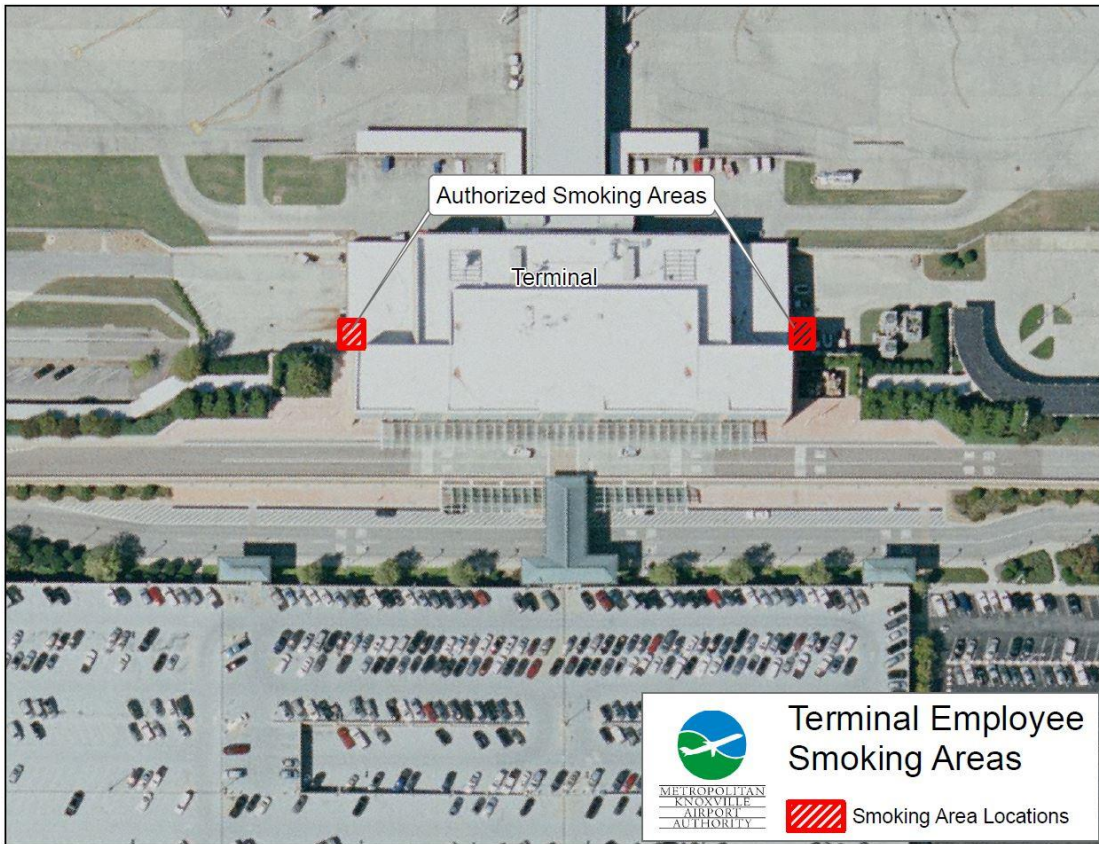 Authorized Smoking Areas
Terminal
Terminal Employee
Smoking Areas
METROPOLITAN
KNOXVILLE
AIRPORT
AUTHORITY
Smoking Area Locations